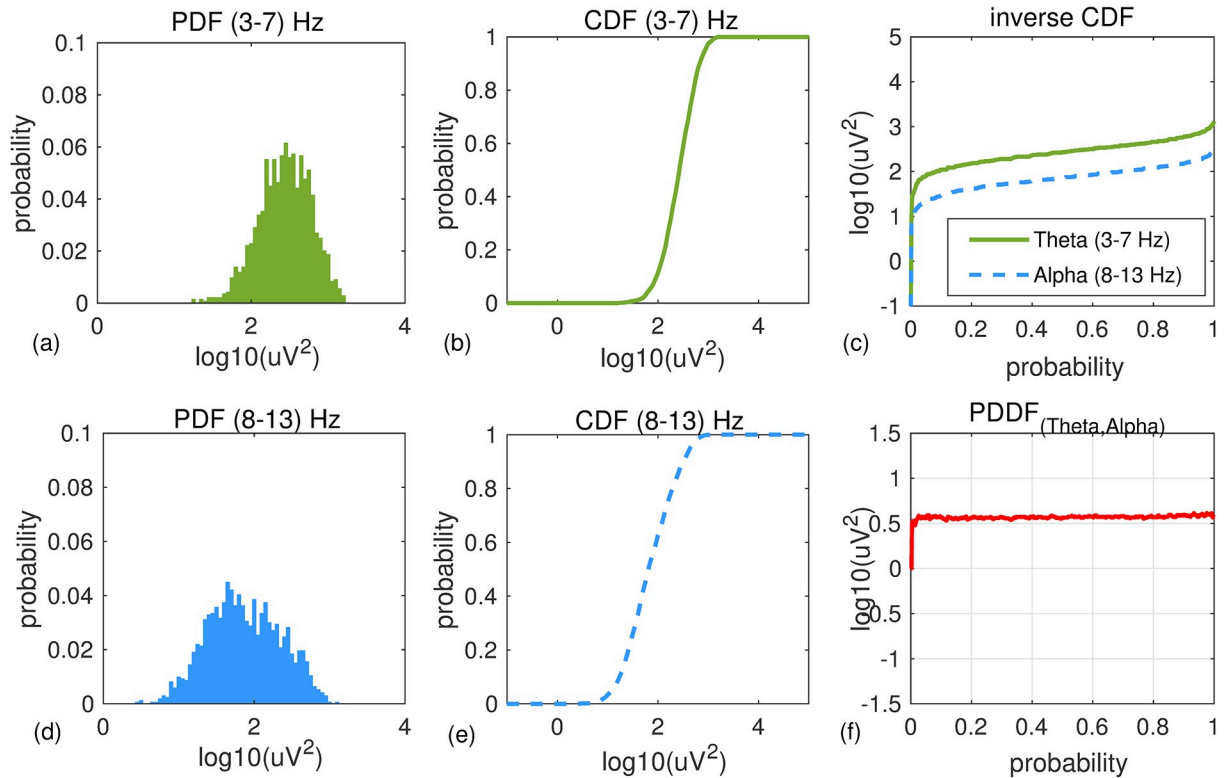 PDF (3-7) Hz
0.1
0.08
0.06
0.04
0.02
0
probability
0 2 4
log10(uV²)
(a)
CDF (3-7) Hz
1
0.8
0.6
0.4
0.2
0
probability
0 2 4
log10(uV²)
(b)
inverse CDF
5
4
3
2
1
0
-1
log10(uV²)
Theta (3-7 Hz)
Alpha (8-13 Hz)
0 0.2 0.4 0.6 0.8 1
probability
(c)
PDF (8-13) Hz
0.1
0.08
0.06
0.04
0.02
0
probability
0 2 4
log10(uV²)
(d)
CDF (8-13) Hz
1
0.8
0.6
0.4
0.2
0
probability
0 2 4
log10(uV²)
(e)
PDDF(Theta,Alpha)
1.5
1
0.5
0
-0.5
-1
-1.5
log10(uV²)
0 0.2 0.4 0.6 0.8 1
probability
(f)